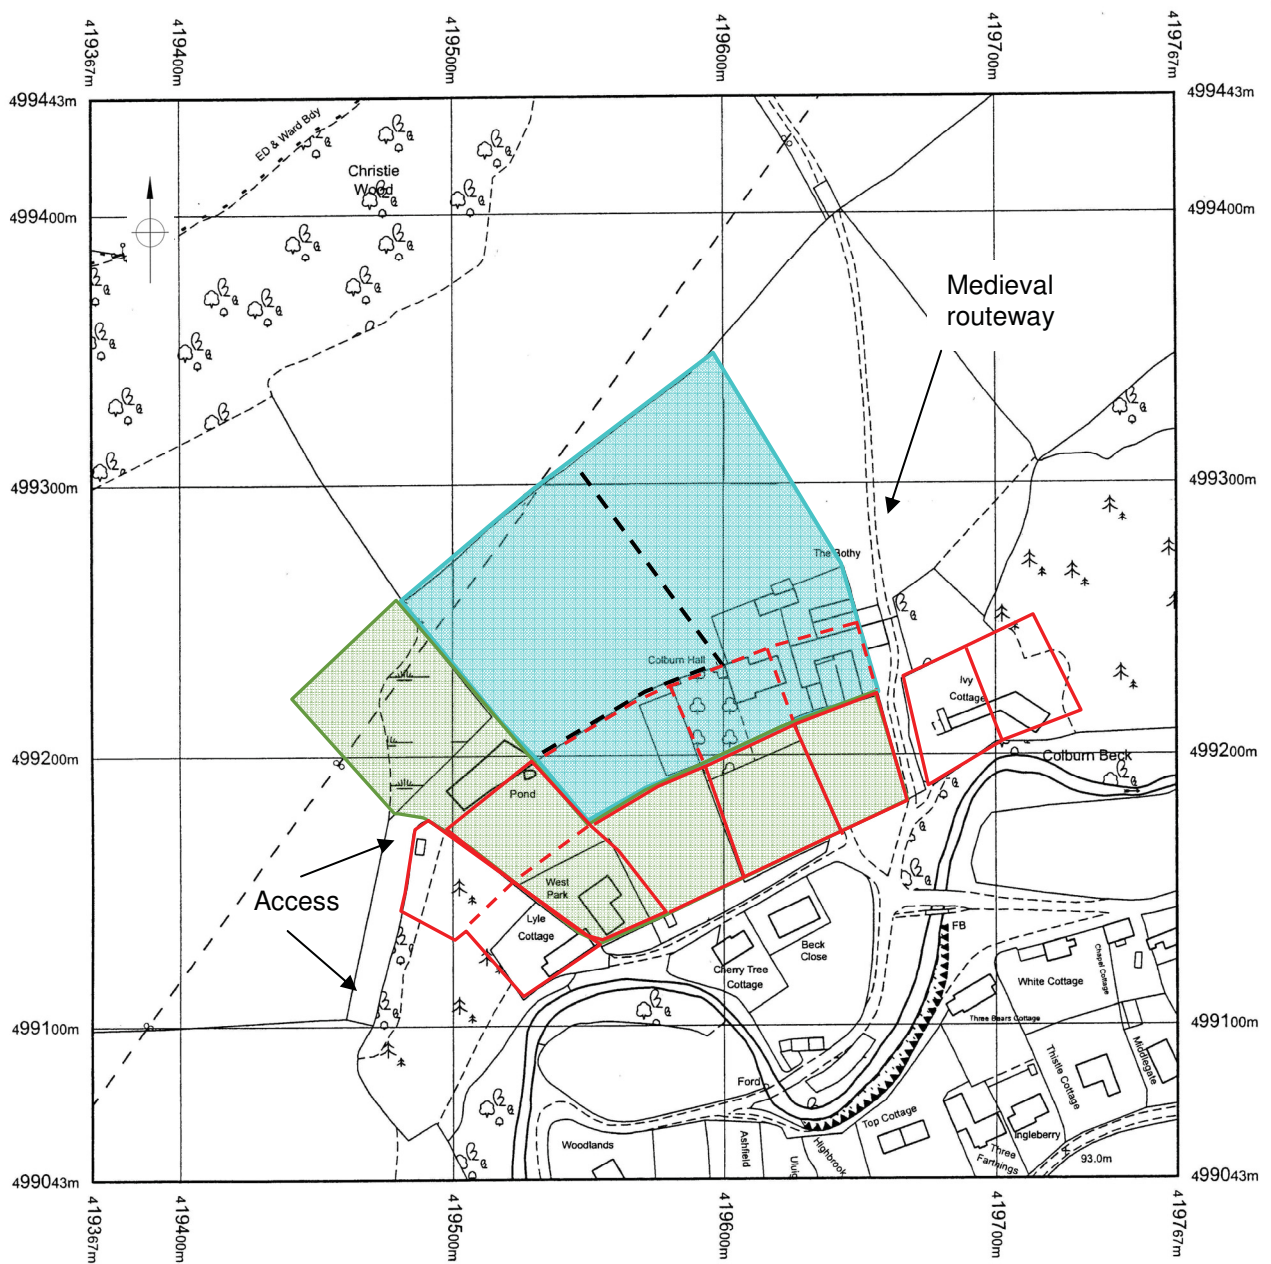 419367m
419400m
419500m
419600m
419700m
419767m
499443m
499443m
ED & Ward Bdy
Christie
Wood
499400m
499400m
Medieval
routeway
499300m
499300m
The Bothy
Colburn Hall
Ivy
Cottage
499200m
499200m
Colburn Beck
Pond
Access
West
Park
Lyle
Cottage
Beck
Close
Cherry Tree
Cottage
FB
White Cottage
Chapel Cottage
Three Bears Cottage
499100m
499100m
Thistle Cottage
Middlegate
Ford
Top Cottage
Ingleberry
Woodlands
Ashfield
Highbrook
Three
Farthings
93.0m
499043m
499043m
419367m
419400m
419500m
419600m
419700m
419767m